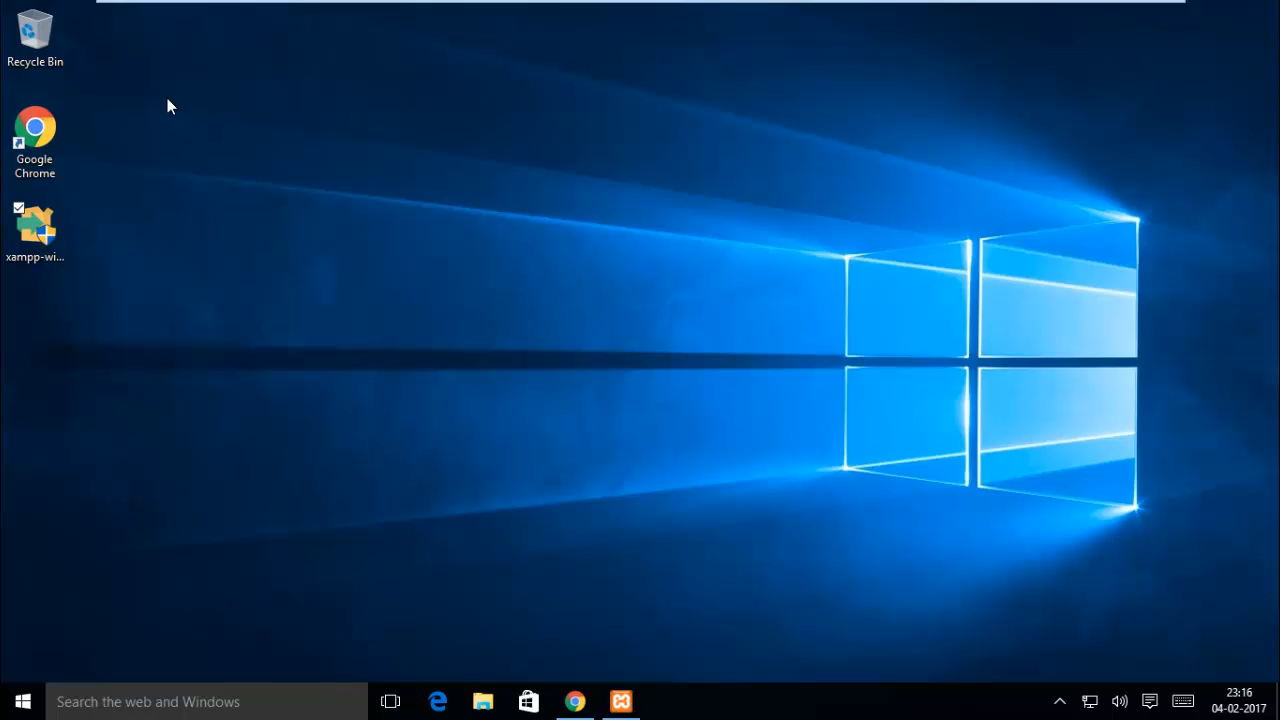 Recycle Bin
Google
Chrome
xampp-wi...
Search the web and Windows
23:16
04-02-2017